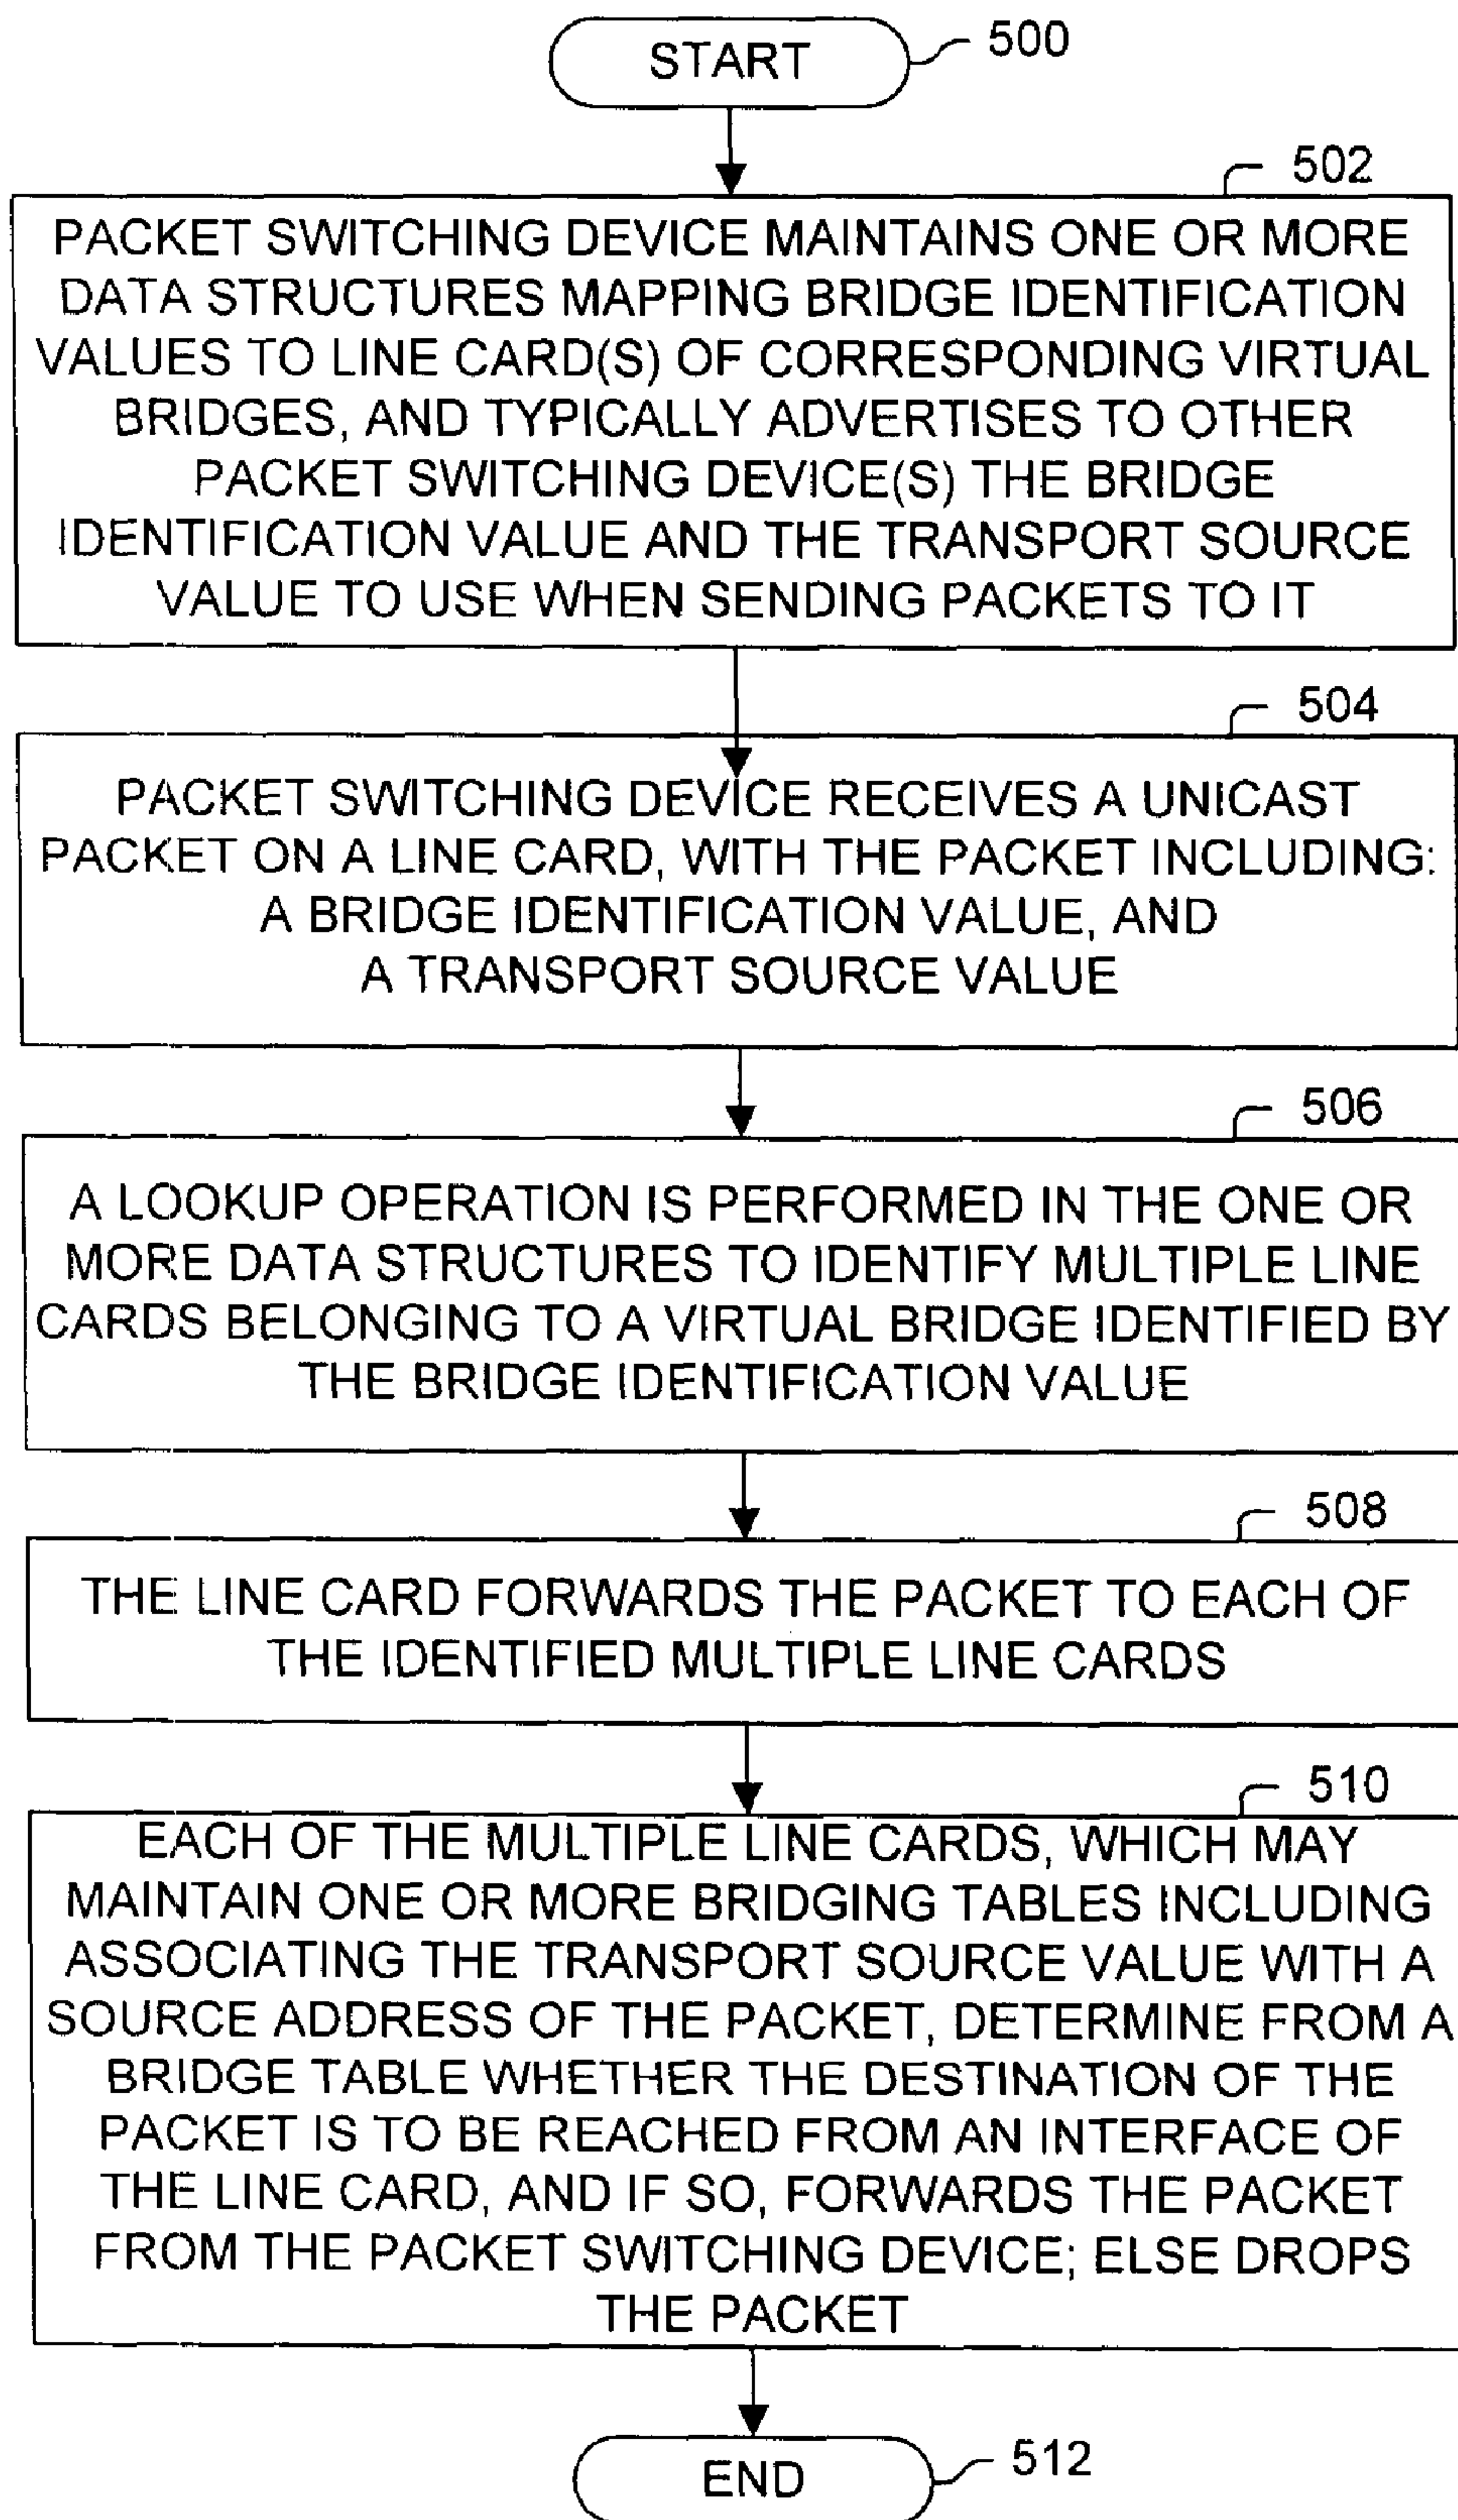 START
500
502
PACKET SWITCHING DEVICE MAINTAINS ONE OR MORE
DATA STRUCTURES MAPPING BRIDGE IDENTIFICATION
VALUES TO LINE CARD(S) OF CORRESPONDING VIRTUAL
BRIDGES, AND TYPICALLY ADVERTISES TO OTHER
PACKET SWITCHING DEVICE(S) THE BRIDGE
IDENTIFICATION VALUE AND THE TRANSPORT SOURCE
VALUE TO USE WHEN SENDING PACKETS TO IT
504
PACKET SWITCHING DEVICE RECEIVES A UNICAST
PACKET ON A LINE CARD, WITH THE PACKET INCLUDING:
A BRIDGE IDENTIFICATION VALUE, AND
A TRANSPORT SOURCE VALUE
506
A LOOKUP OPERATION IS PERFORMED IN THE ONE OR
MORE DATA STRUCTURES TO IDENTIFY MULTIPLE LINE
CARDS BELONGING TO A VIRTUAL BRIDGE IDENTIFIED BY
THE BRIDGE IDENTIFICATION VALUE
508
THE LINE CARD FORWARDS THE PACKET TO EACH OF
THE IDENTIFIED MULTIPLE LINE CARDS
510
EACH OF THE MULTIPLE LINE CARDS, WHICH MAY
MAINTAIN ONE OR MORE BRIDGING TABLES INCLUDING
ASSOCIATING THE TRANSPORT SOURCE VALUE WITH A
SOURCE ADDRESS OF THE PACKET, DETERMINE FROM A
BRIDGE TABLE WHETHER THE DESTINATION OF THE
PACKET IS TO BE REACHED FROM AN INTERFACE OF
THE LINE CARD, AND IF SO, FORWARDS THE PACKET
FROM THE PACKET SWITCHING DEVICE; ELSE DROPS
THE PACKET
END
512